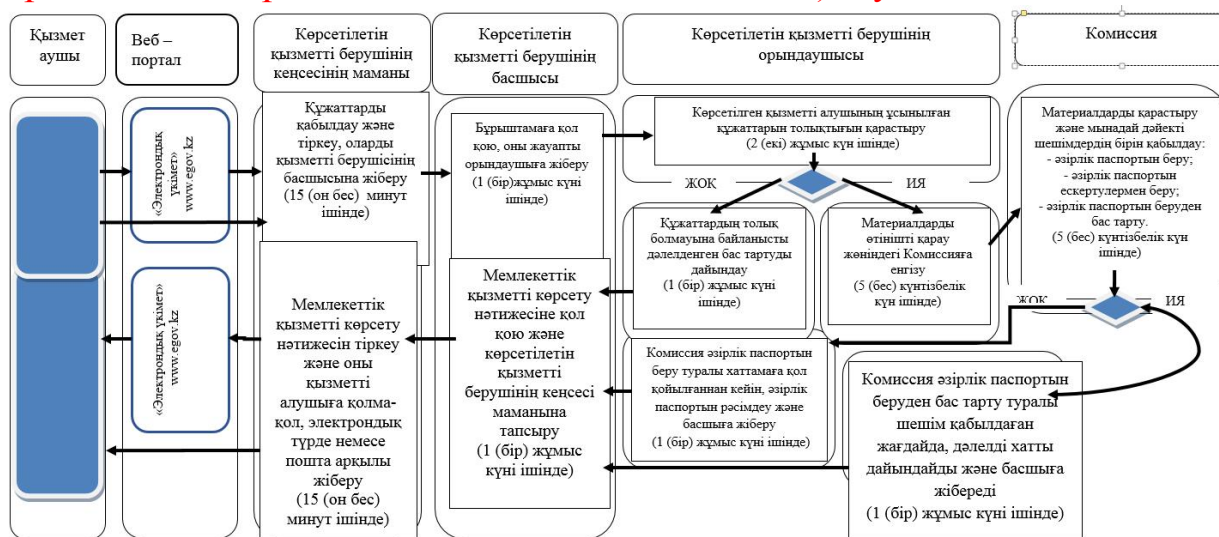 Қызмет
аушы
Веб –
портал
Көрсетілетін
қызметті берушінің
кеңсесінің маманы
Көрсетілетін
қызметті берушінің
басшысы
Көрсетілетін қызметті берушінің
орындаушысы
Комиссия
«Электрондық
үкімет»
www.egov.kz
Құжаттарды
қабылдау және
тіркеу, оларды
қызметті берушісінің
басшысына жіберу
(15 (он бес) минут
ішінде)
Бұрыштамаға қол
қою, оны жауапты
орындаушыға
жіберу
(1 (бір)жұмыс күні
ішінде)
Көрсетілген қызметті алушының ұсынылған
құжаттарын толықтығын қарастыру
(2 (екі) жұмыс күн ішінде)
ЖОҚ
ИЯ
Құжаттардың толық
болмауына байланысты
дәлелденген бас тартуды
дайындау
(1 (бір) жұмыс күні
ішінде)
Материалдарды
өтінішті қарау
жөніндегі Комиссияға
енгізу
(5 (бес) күнтізбелік
күн ішінде)
Материалдарды қарастыру
және мынадай дәйекті
шешімдердің бірін қабылдау:
- әзірлік паспортын беру;
- әзірлік паспортын
ескертулермен беру;
- әзірлік паспортын беруден
бас тарту.
(5 (бес) күнтізбелік күн
ішінде)
ЖОҚ
ИЯ
«Электрондық үкімет»
www.egov.kz
Мемлекеттік
қызметті көрсету
нәтижесін тіркеу
және оны
қызметті
алушыға қолма-
қол, электрондық
түрде немесе
пошта арқылы
жіберу
(15 (он бес)
минут ішінде)
Мемлекеттік
қызметті көрсету
нәтижесіне қол
қою және
көрсетілетін
қызметті
берушінің кеңсесі
маманына
тапсыру
(1 (бір) жұмыс
күні ішінде)
Комиссия әзірлік паспортын
беру туралы хаттамаға қол
қойылғаннан кейін, әзірлік
паспортын рәсімдеу және
басшыға жіберу
(1 (бір) жұмыс күні ішінде)
Комиссия әзірлік паспортын
беруден бас тарту туралы
шешім қабылдаған
жағдайда, дәлелді хатты
дайындайды және басшыға
жібереді
(1 (бір) жұмыс күні ішінде)